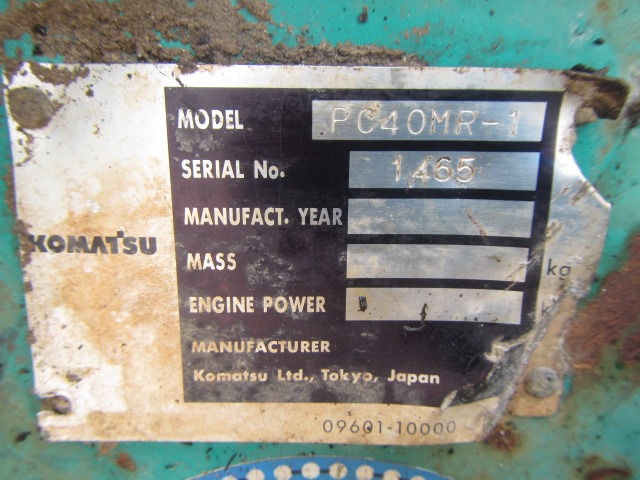 MODEL PC40MR-1
SERIAL No. 1465
MANUFACT. YEAR
KOMATSU
MASS kg
ENGINE POWER
MANUFACTURER
Komatsu Ltd., Tokyo, Japan
09601-10000